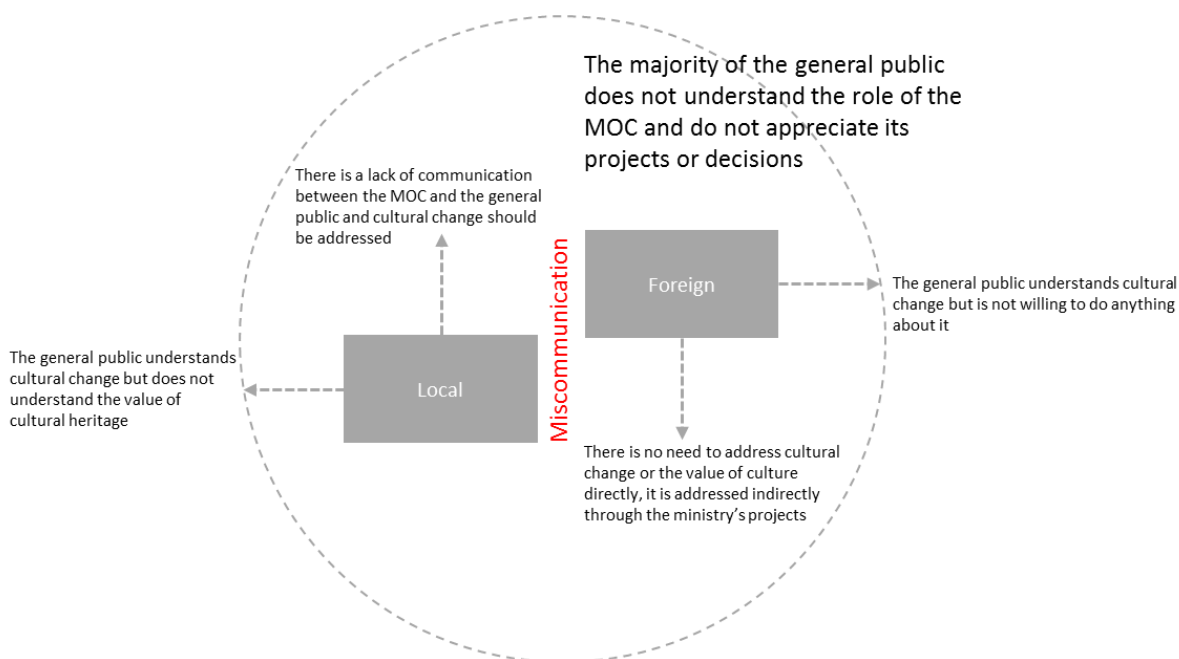 The majority of the general public
does not understand the role of the
MOC and do not appreciate its
projects or decisions
There is a lack of communication
between the MOC and the general
public and cultural change should
be addressed
Miscommunication
Foreign
The general public understands cultural
change but is not willing to do anything
about it
Local
The general public understands
cultural change but does not
understand the value of
cultural heritage
There is no need to address cultural
change or the value of culture
directly, it is addressed indirectly
through the ministry's projects